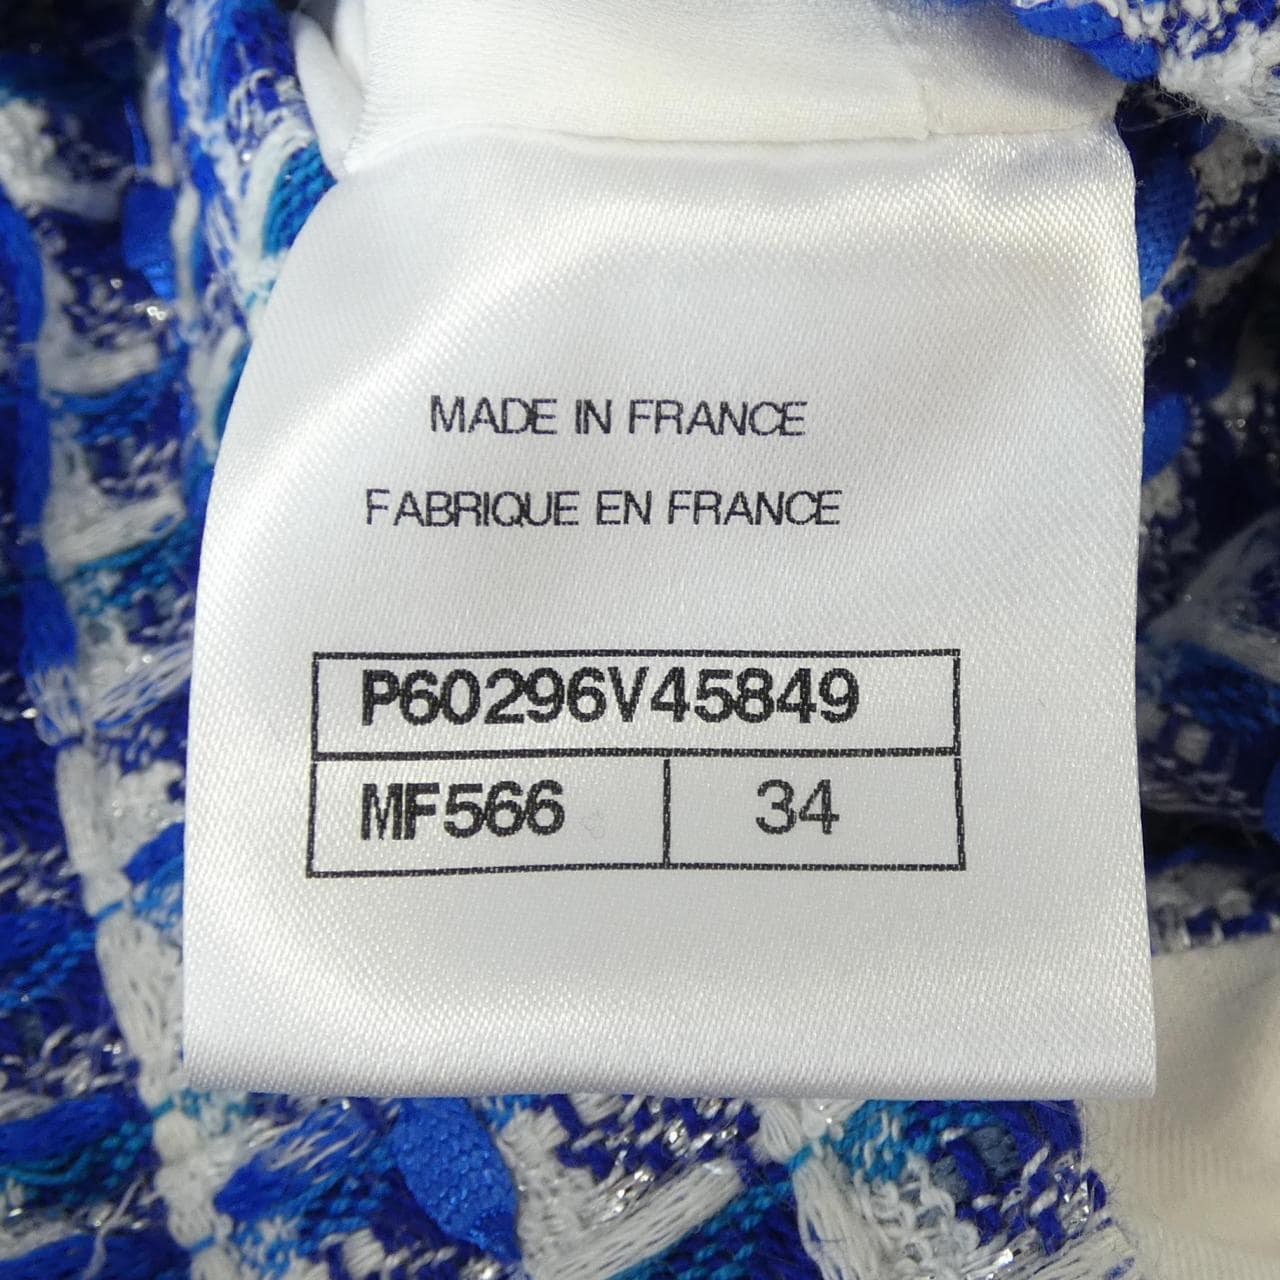 MADE IN FRANCE
FABRIQUE EN FRANCE
P60296V45849
MF566 34